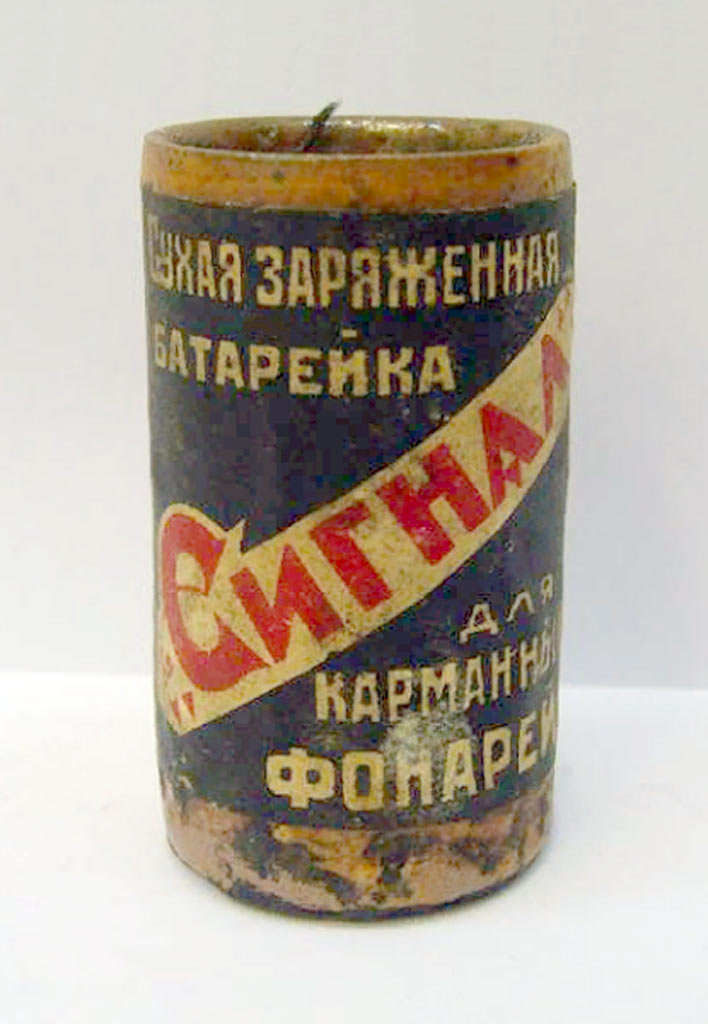 СУХАЯ ЗАРЯЖЕННАЯ
БАТАРЕЙКА
„СИГНАЛ"
ДЛЯ
КАРМАННЫ
ФОНАРЕЙ